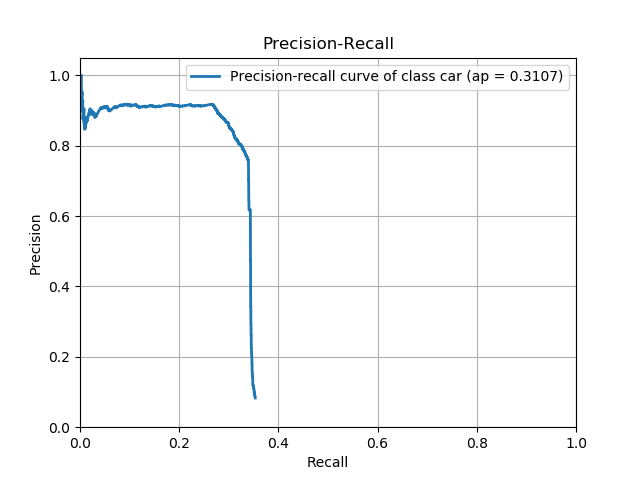 Precision-Recall
Precision-recall curve of class car (ap = 0.3107)
1.0
0.8
0.6
0.4
0.2
0.0
Precision
0.0 0.2 0.4 0.6 0.8 1.0
Recall